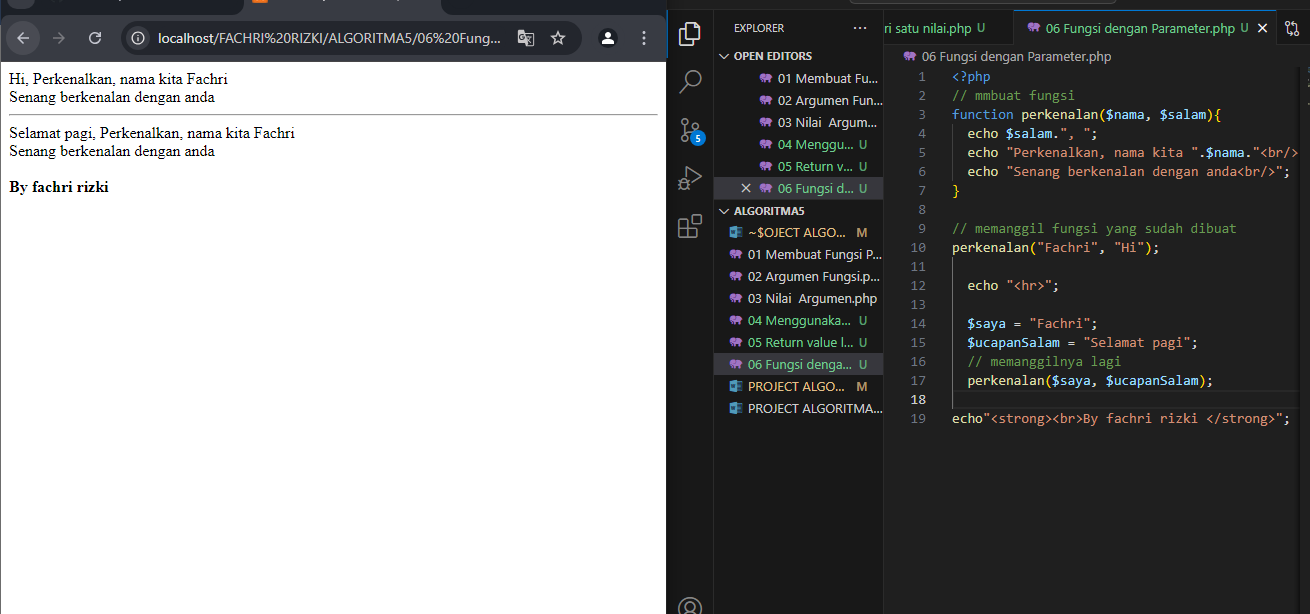 localhost/FACHRI%20RIZKI/ALGORITMA5/06%20Fung...
Hi, Perkenalkan, nama kita Fachri
Senang berkenalan dengan anda
Selamat pagi, Perkenalkan, nama kita Fachri
Senang berkenalan dengan anda
By fachri rizki
5
EXPLORER
OPEN EDITORS
01 Membuat Fu...
02 Argumen Fun...
03 Nilai  Argum...
04 Menggu... U
05 Return v... U
06 Fungsi d... U
ALGORITMA5
~$OJECT ALGO... M
01 Membuat Fungsi P...
02 Argumen Fungsi.p...
03 Nilai  Argumen.php
04 Menggunaka... U
05 Return value l... U
06 Fungsi denga... U
PROJECT ALGO... M
PROJECT ALGORITMA...
ri satu nilai.php U
06 Fungsi dengan Parameter.php U
06 Fungsi dengan Parameter.php
1 <?php
2 // mmbuat fungsi
3 function perkenalan($nama, $salam){
4 echo $salam.", ";
5 echo "Perkenalkan, nama kita ".$nama."<br/>
6 echo "Senang berkenalan dengan anda<br/>";
7 }
8
9 // memanggil fungsi yang sudah dibuat
10 perkenalan("Fachri", "Hi");
11
12 echo "<hr>";
13
14 $saya = "Fachri";
15 $ucapanSalam = "Selamat pagi";
16 // memanggilnya lagi
17 perkenalan($saya, $ucapanSalam);
18
19 echo"<strong><br>By fachri rizki </strong>";